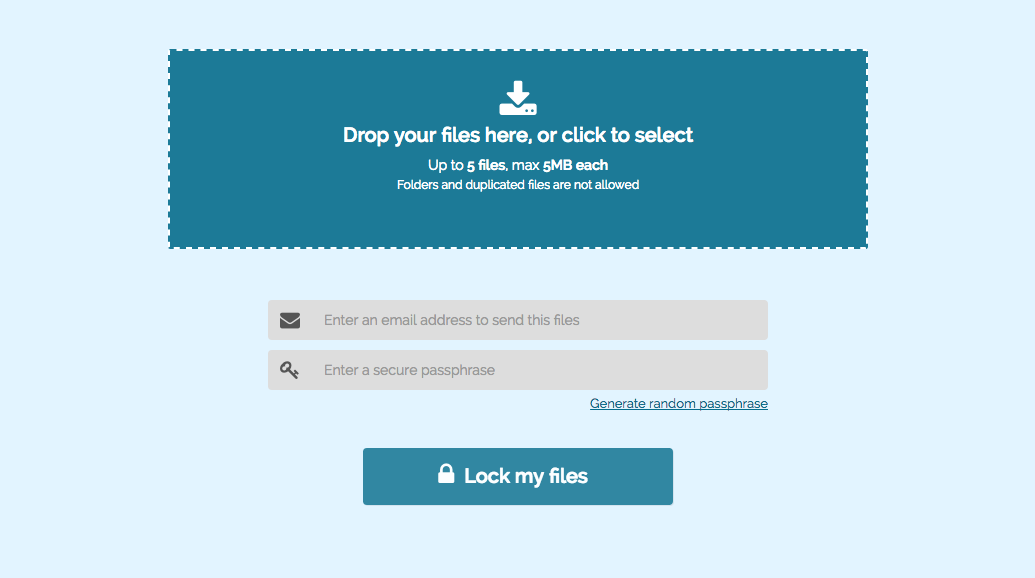 Drop your files here, or click to select
Up to 5 files, max 5MB each
Folders and duplicated files are not allowed
Enter an email address to send this files
Enter a secure passphrase
Generate random passphrase
Lock my files